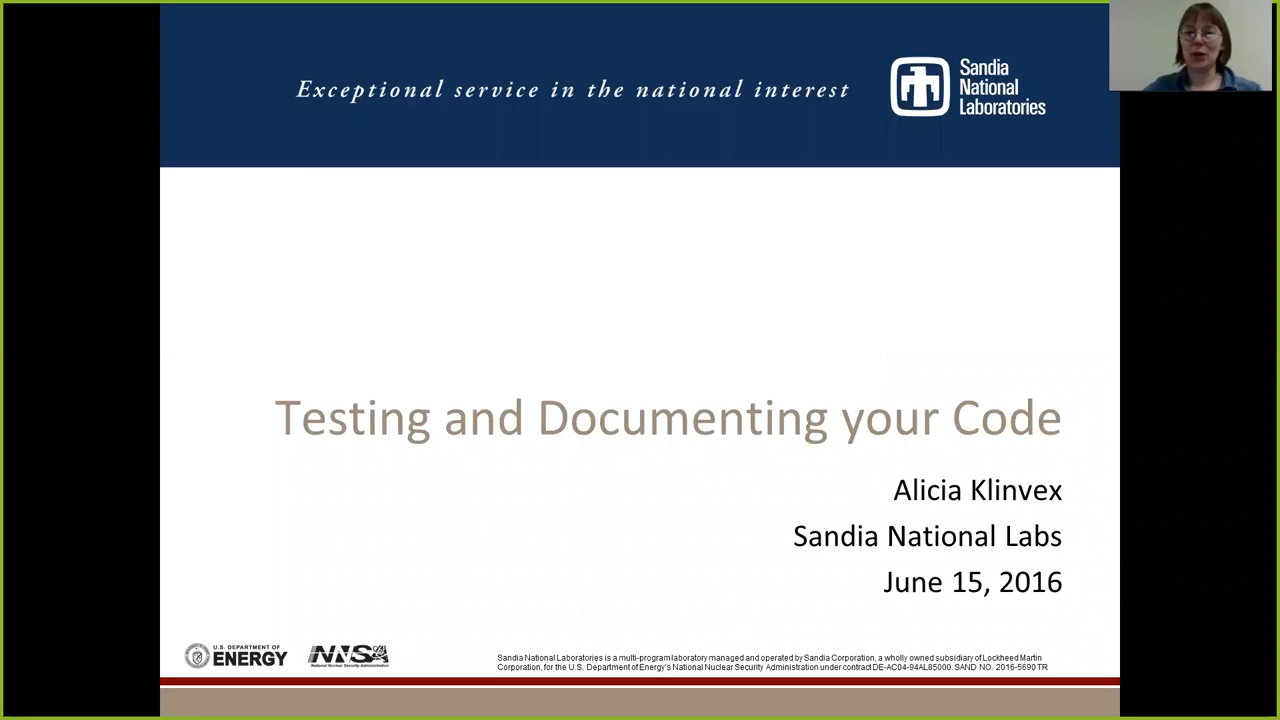 Exceptional service in the national interest
Sandia
National
Laboratories
Testing and Documenting your Code
Alicia Klinvex
Sandia National Labs
June 15, 2016
U.S. DEPARTMENT OF
ENERGY
NNSA
National Nuclear Security Administration
Sandia National Laboratories is a multi-program laboratory managed and operated by Sandia Corporation, a wholly owned subsidiary of Lockheed Martin
Corporation, for the U.S. Department of Energy's National Nuclear Security Administration under contract DE-AC04-94AL85000. SAND NO. 2016-5690 TR